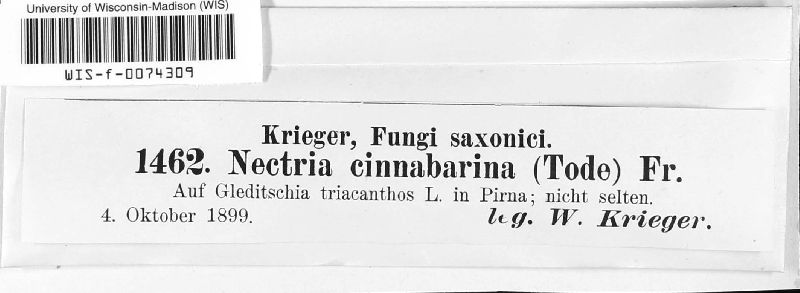 University of Wisconsin-Madison (WIS)
WIS-f-0074309
Krieger, Fungi saxonici.
1462. Nectria cinnabarina (Tode) Fr.
Auf Gleditschia triacanthos L. in Pirna; nicht selten.
4. Oktober 1899.
leg. W. Krieger.